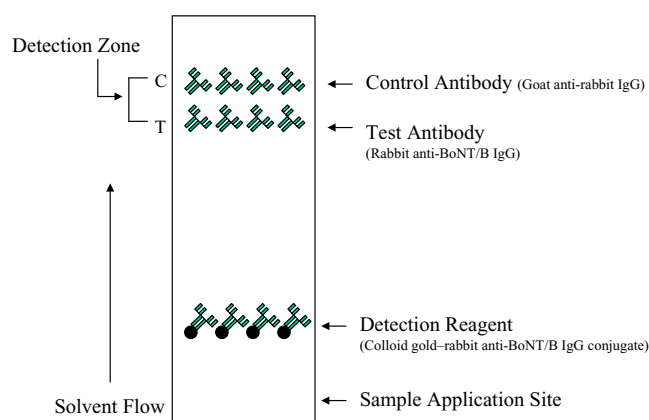 Detection Zone
C
T
Control Antibody (Goat anti-rabbit IgG)
Test Antibody
(Rabbit anti-BoNT/B IgG)
Detection Reagent
(Colloid gold–rabbit anti-BoNT/B IgG conjugate)
Solvent Flow
Sample Application Site